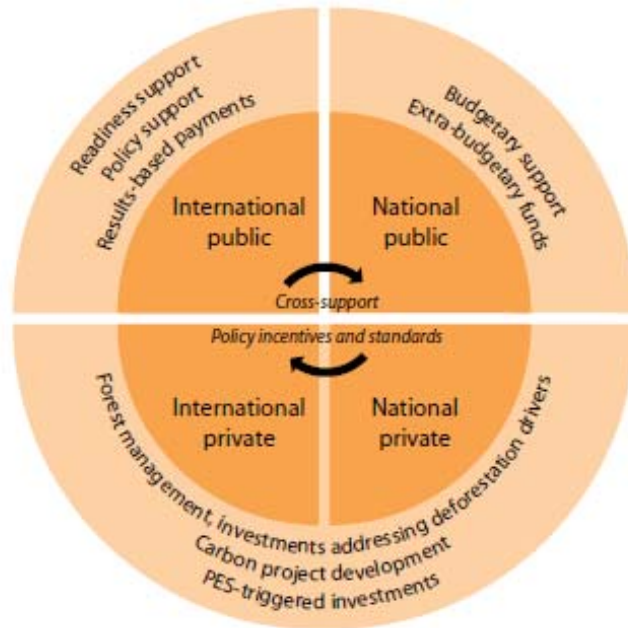 Readiness support
Policy support
Results-based payments
Budgetary support
Extra-budgetary funds
International
public
National
public
Cross-support
Policy incentives and standards
International
private
National
private
Forest management, investments addressing deforestation drivers
Carbon project development
PES-triggered investments